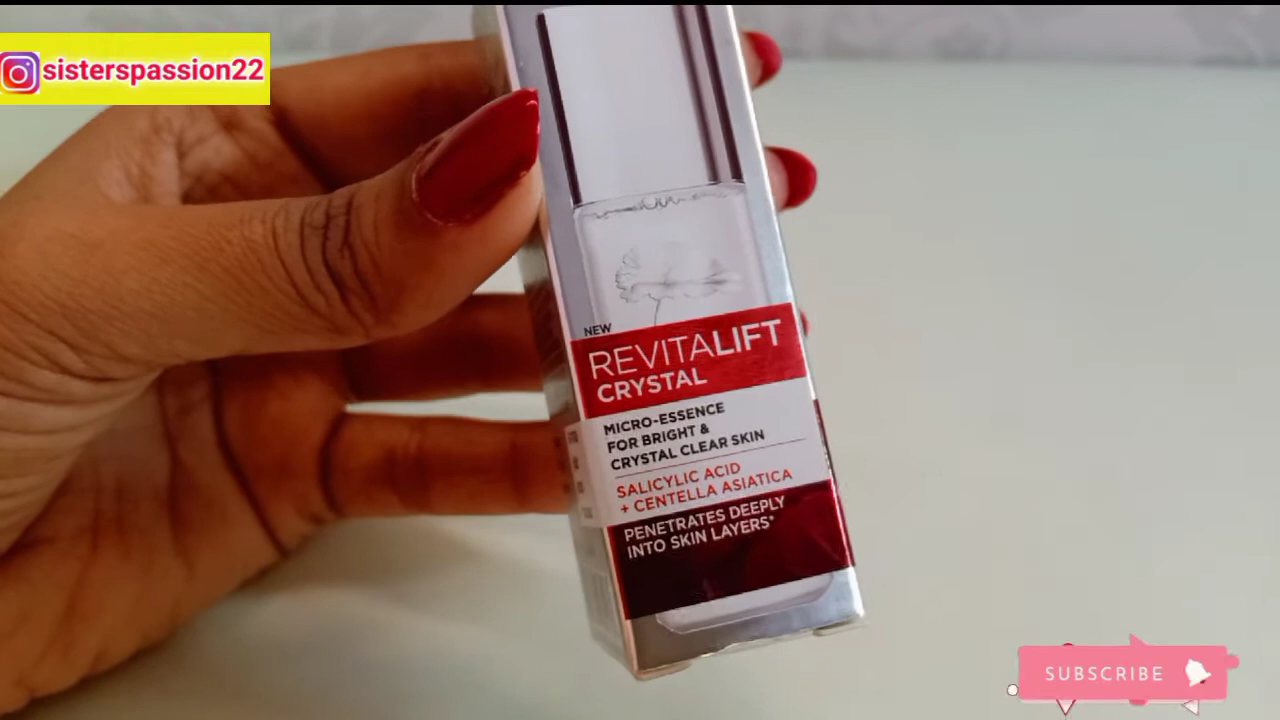 sisterspassion22
NEW
REVITALIFT
CRYSTAL
MICRO-ESSENCE
FOR BRIGHT &
CRYSTAL CLEAR SKIN
SALICYLIC ACID
+ CENTELLA ASIATICA
PENETRATES DEEPLY
INTO SKIN LAYERS*
SUBSCRIBE